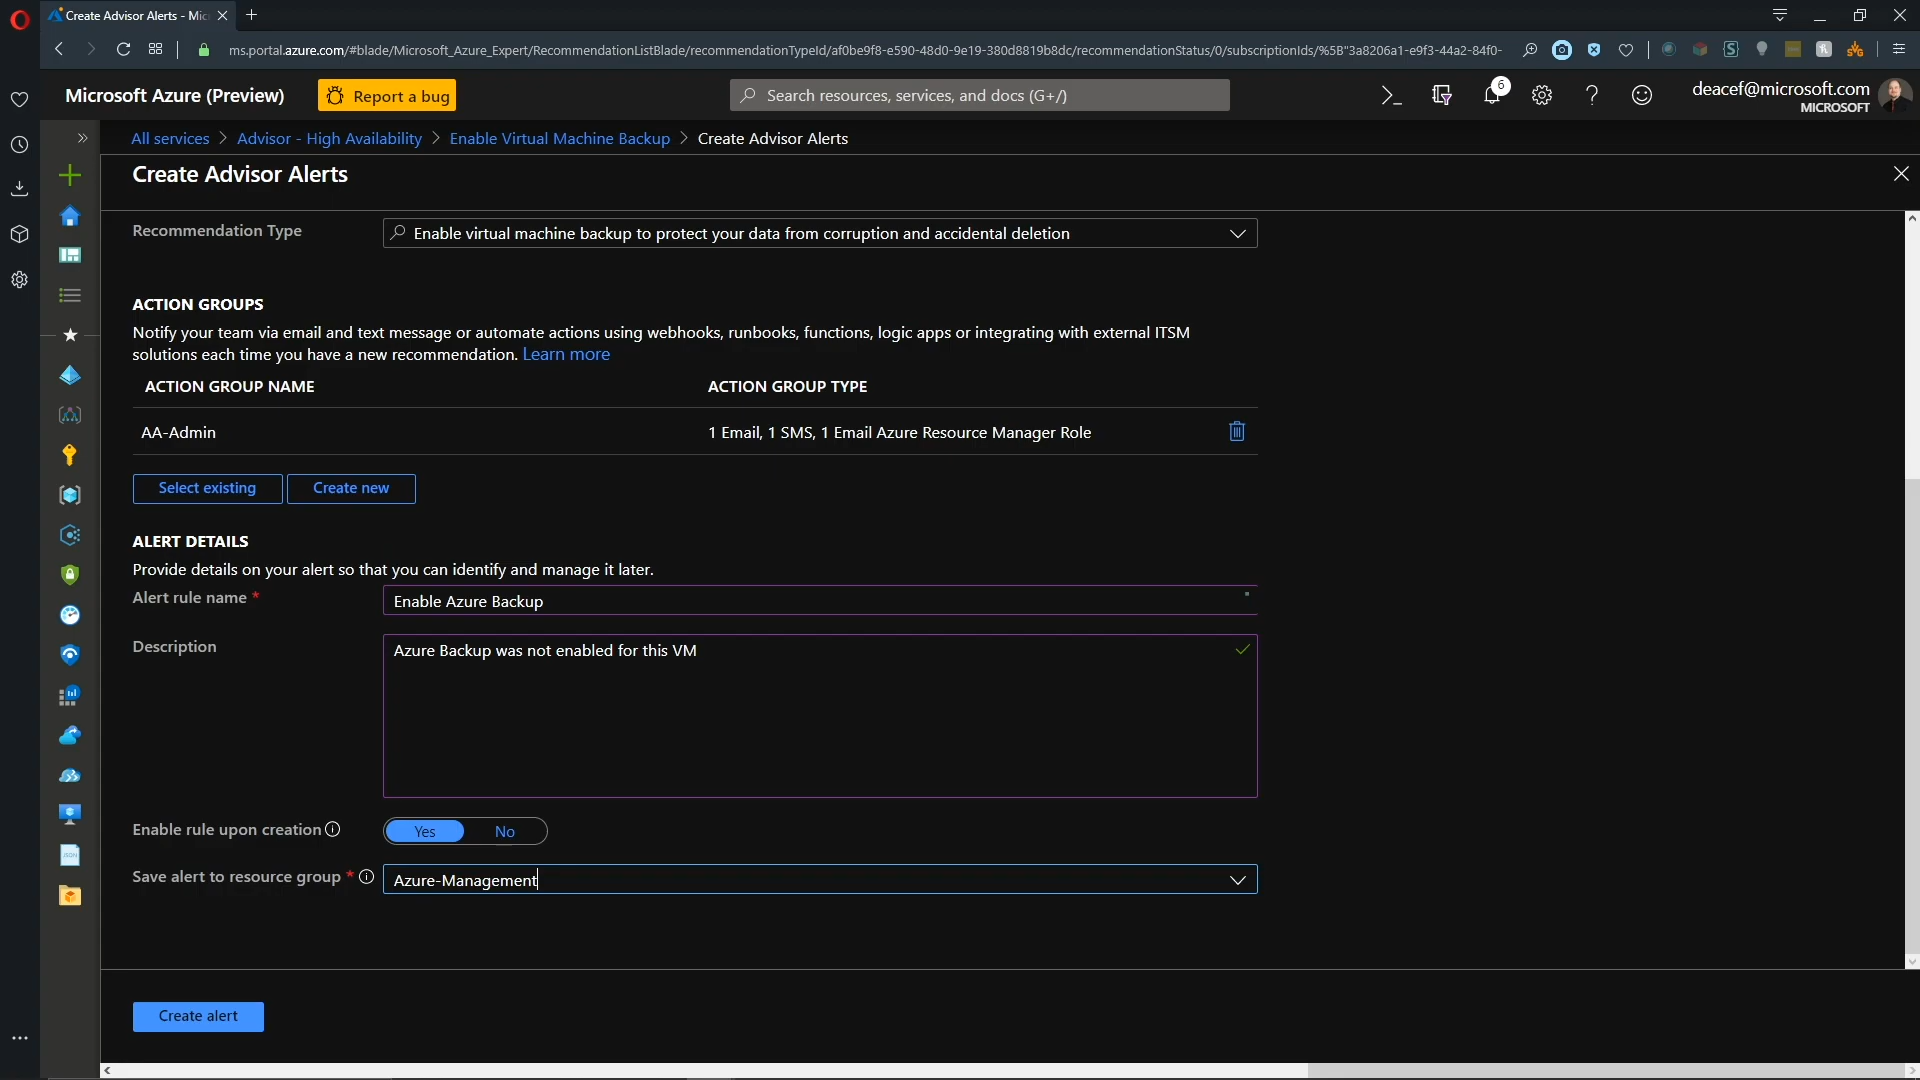 Create Advisor Alerts - Mic
ms.portal.azure.com/#blade/Microsoft_Azure_Expert/RecommendationListBlade/recommendationTypeId/af0be9f8-e590-48d0-9e19-380d8819b8dc/recommendationStatus/0/subscriptionIds/%5B"3a8206a1-e9f3-44a2-84f0-
Microsoft Azure (Preview)
Report a bug
Search resources, services, and docs (G+/)
6
deacef@microsoft.com
MICROSOFT
All services > Advisor - High Availability > Enable Virtual Machine Backup > Create Advisor Alerts
Create Advisor Alerts
Recommendation Type
Enable virtual machine backup to protect your data from corruption and accidental deletion
ACTION GROUPS
Notify your team via email and text message or automate actions using webhooks, runbooks, functions, logic apps or integrating with external ITSM
solutions each time you have a new recommendation. Learn more
ACTION GROUP NAME ACTION GROUP TYPE
AA-Admin 1 Email, 1 SMS, 1 Email Azure Resource Manager Role
Select existing Create new
ALERT DETAILS
Provide details on your alert so that you can identify and manage it later.
Alert rule name * Enable Azure Backup
Description Azure Backup was not enabled for this VM
Enable rule upon creation Yes No
Save alert to resource group * Azure-Management
Create alert